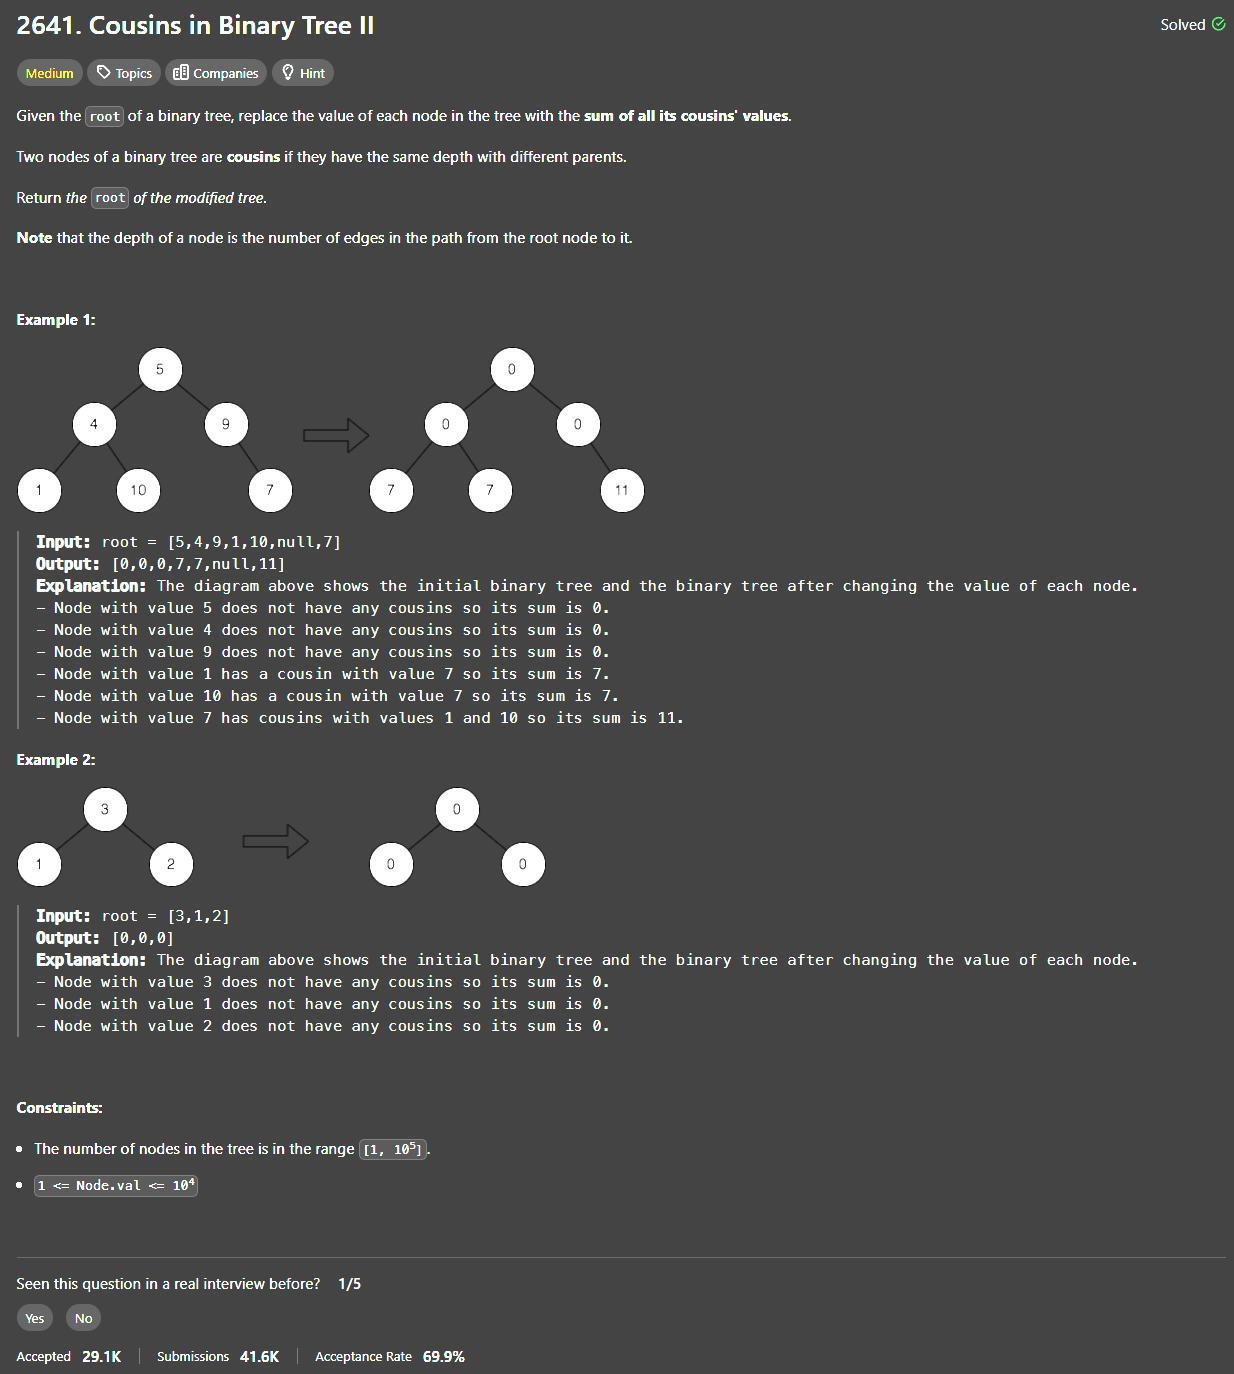 2641. Cousins in Binary Tree II
Solved
Medium Topics Companies Hint
Given the root of a binary tree, replace the value of each node in the tree with the sum of all its cousins' values.
Two nodes of a binary tree are cousins if they have the same depth with different parents.
Return the root of the modified tree.
Note that the depth of a node is the number of edges in the path from the root node to it.
Example 1:
5 0
4 9 0 0
1 10 7 7 7 11
Input: root = [5,4,9,1,10,null,7]
Output: [0,0,0,7,7,null,11]
Explanation: The diagram above shows the initial binary tree and the binary tree after changing the value of each node.
- Node with value 5 does not have any cousins so its sum is 0.
- Node with value 4 does not have any cousins so its sum is 0.
- Node with value 9 does not have any cousins so its sum is 0.
- Node with value 1 has a cousin with value 7 so its sum is 7.
- Node with value 10 has a cousin with value 7 so its sum is 7.
- Node with value 7 has cousins with values 1 and 10 so its sum is 11.
Example 2:
3 0
1 2 0 0
Input: root = [3,1,2]
Output: [0,0,0]
Explanation: The diagram above shows the initial binary tree and the binary tree after changing the value of each node.
- Node with value 3 does not have any cousins so its sum is 0.
- Node with value 1 does not have any cousins so its sum is 0.
- Node with value 2 does not have any cousins so its sum is 0.
Constraints:
• The number of nodes in the tree is in the range [1, 10⁵].
• 1 <= Node.val <= 10⁴
Seen this question in a real interview before? 1/5
Yes No
Accepted 29.1K | Submissions 41.6K | Acceptance Rate 69.9%